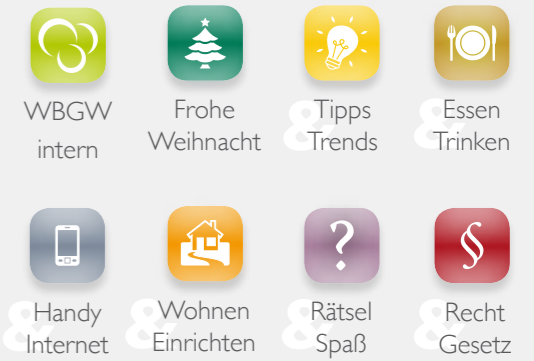 WBGW
intern
Frohe
Weihnacht
Tipps
& Trends
Essen
& Trinken
Handy
& Internet
Wohnen
& Einrichten
?
Rätsel
& Spaß
§
Recht
& Gesetz